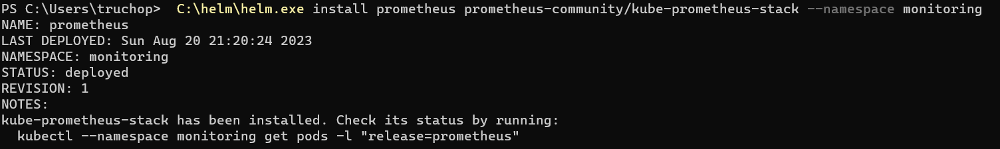 PS C:\Users\truchop>  C:\helm\helm.exe install prometheus prometheus-community/kube-prometheus-stack --namespace monitoring
NAME: prometheus
LAST DEPLOYED: Sun Aug 20 21:20:24 2023
NAMESPACE: monitoring
STATUS: deployed
REVISION: 1
NOTES:
kube-prometheus-stack has been installed. Check its status by running:
  kubectl --namespace monitoring get pods -l "release=prometheus"